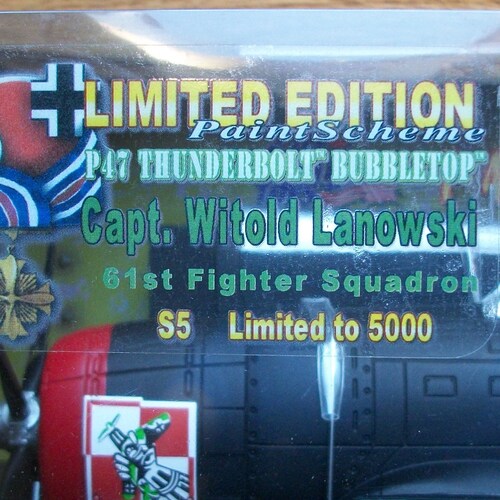 LIMITED EDITION
PaintScheme
P47 THUNDERBOLT" BUBBLETOP"
Capt. Witold Lanowski
61st Fighter Squadron
S5 Limited to 5000